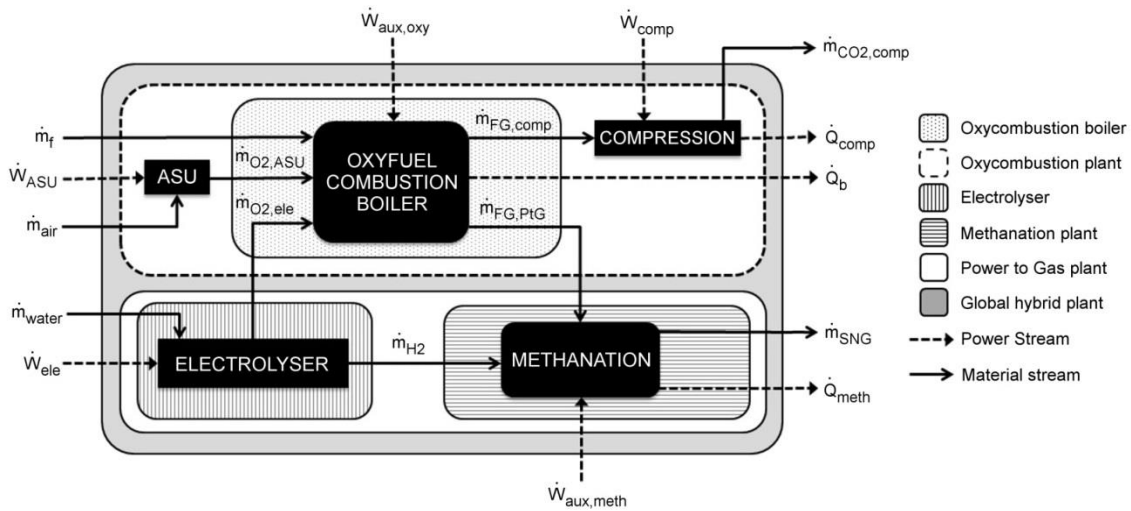 Ẇaux,oxy
Ẇcomp
ṁCO2,comp
ṁf
ṁFG,comp
COMPRESSION
Q̇comp
ẆASU
ASU
ṁO2,ASU
OXYFUEL
COMBUSTION
BOILER
Q̇b
ṁair
ṁO2,ele
ṁFG,PtG
ṁwater
Ẇele
ELECTROLYSER
ṁH2
METHANATION
ṁSNG
Q̇meth
Ẇaux,meth
Oxycombustion boiler
Oxycombustion plant
Electrolyser
Methanation plant
Power to Gas plant
Global hybrid plant
Power Stream
Material stream